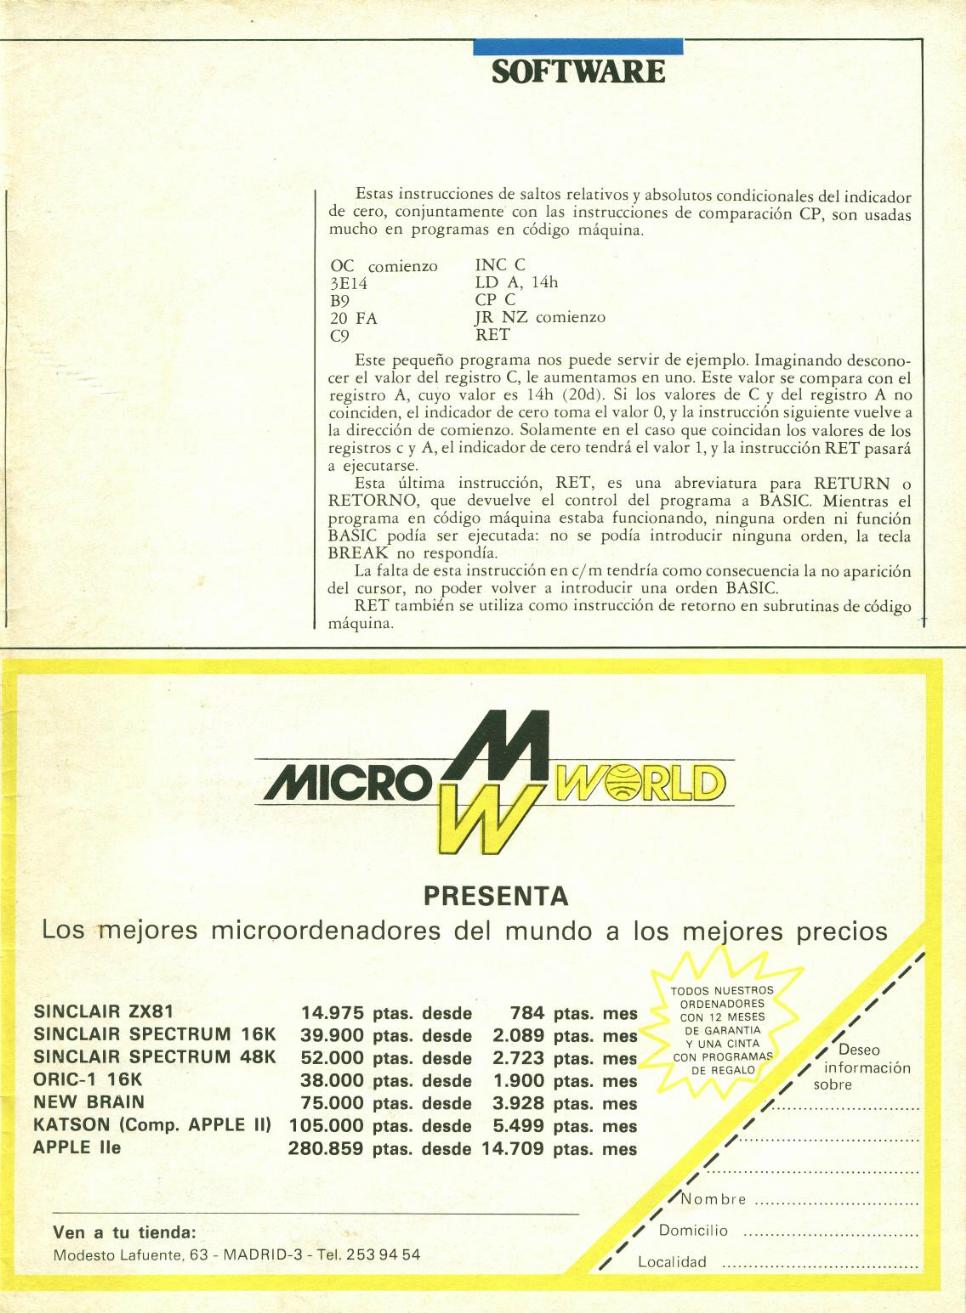 SOFTWARE
Estas instrucciones de saltos relativos y absolutos condicionales del indicador
de cero, conjuntamente con las instrucciones de comparación CP, son usadas
mucho en programas en código máquina.
OC comienzo INC C
3E14 LD A, 14h
B9 CP C
20 FA JR NZ comienzo
C9 RET
Este pequeño programa nos puede servir de ejemplo. Imaginando descono-
cer el valor del registro C, le aumentamos en uno. Este valor se compara con el
registro A, cuyo valor es 14h (20d). Si los valores de C y del registro A no
coinciden, el indicador de cero toma el valor 0, y la instrucción siguiente vuelve a
la dirección de comienzo. Solamente en el caso que coincidan los valores de los
registros c y A, el indicador de cero tendrá el valor 1, y la instrucción RET pasará
a ejecutarse.
Esta última instrucción, RET, es una abreviatura para RETURN o
RETORNO, que devuelve el control del programa a BASIC. Mientras el
programa en código máquina estaba funcionando, ninguna orden ni función
BASIC podía ser ejecutada: no se podía introducir ninguna orden, la tecla
BREAK no respondía.
La falta de esta instrucción en c/m tendría como consecuencia la no aparición
del cursor, no poder volver a introducir una orden BASIC.
RET también se utiliza como instrucción de retorno en subrutinas de código
máquina.
MICRO MW WORLD
PRESENTA
Los mejores microordenadores del mundo a los mejores precios
SINCLAIR ZX81 14.975 ptas. desde 784 ptas. mes
SINCLAIR SPECTRUM 16K 39.900 ptas. desde 2.089 ptas. mes
SINCLAIR SPECTRUM 48K 52.000 ptas. desde 2.723 ptas. mes
ORIC-1 16K 38.000 ptas. desde 1.900 ptas. mes
NEW BRAIN 75.000 ptas. desde 3.928 ptas. mes
KATSON (Comp. APPLE II) 105.000 ptas. desde 5.499 ptas. mes
APPLE IIe 280.859 ptas. desde 14.709 ptas. mes
TODOS NUESTROS
ORDENADORES
CON 12 MESES
DE GARANTIA
Y UNA CINTA
CON PROGRAMAS
DE REGALO
Deseo
información
sobre
Nombre
Domicilio
Localidad
Ven a tu tienda:
Modesto Lafuente, 63 - MADRID-3 - Tel. 253 94 54